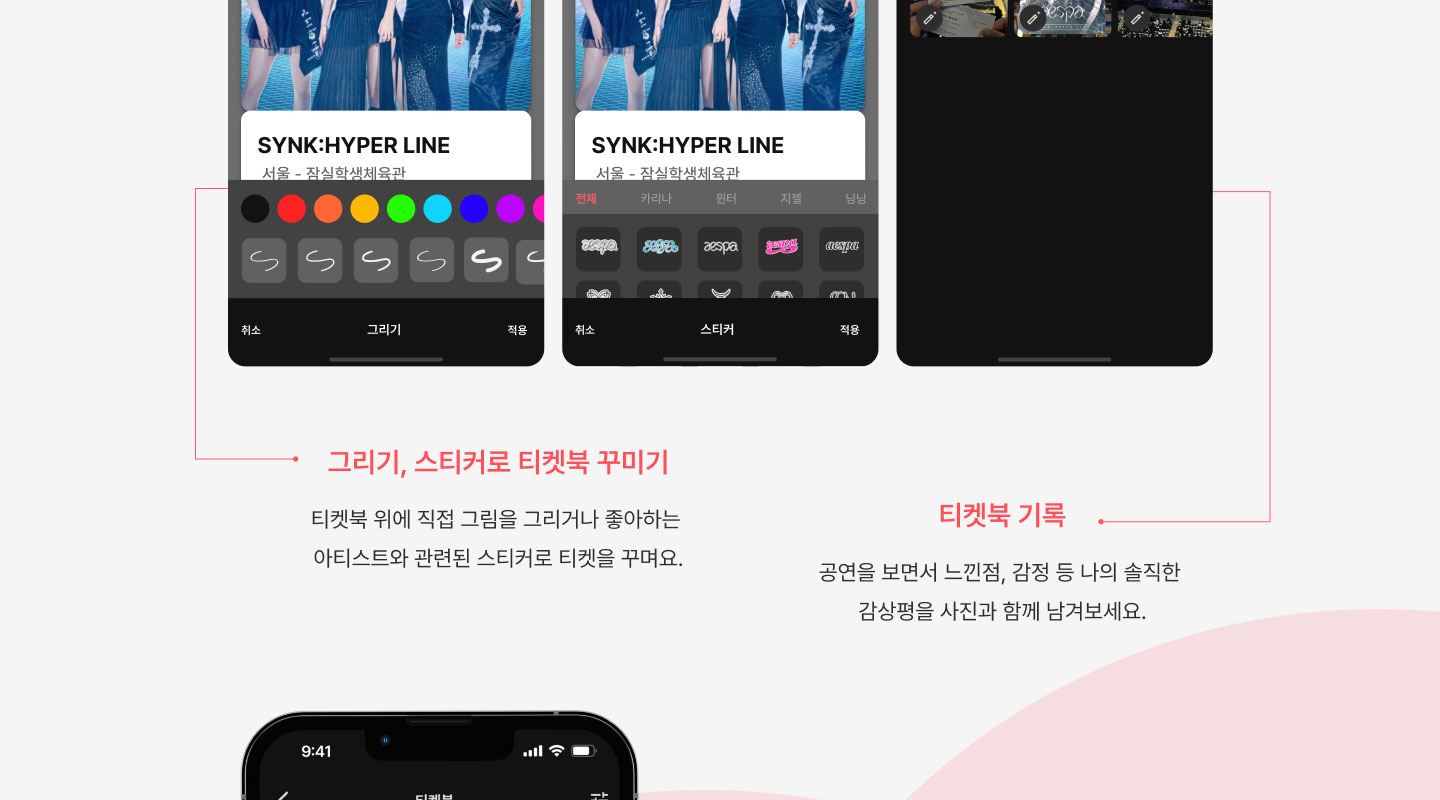 aespa
SYNK:HYPER LINE
서울 - 잠실학생체육관
취소
그리기
적용
SYNK:HYPER LINE
서울 - 잠실학생체육관
전체
카리나
윈터
지젤
닝닝
aespa
aespa
aespa
aespa
aespa
취소
스티커
적용
그리기, 스티커로 티켓북 꾸미기
티켓북 위에 직접 그림을 그리거나 좋아하는
아티스트와 관련된 스티커로 티켓을 꾸며요.
티켓북 기록
공연을 보면서 느낀점, 감정 등 나의 솔직한
감상평을 사진과 함께 남겨보세요.
9:41
티켓북